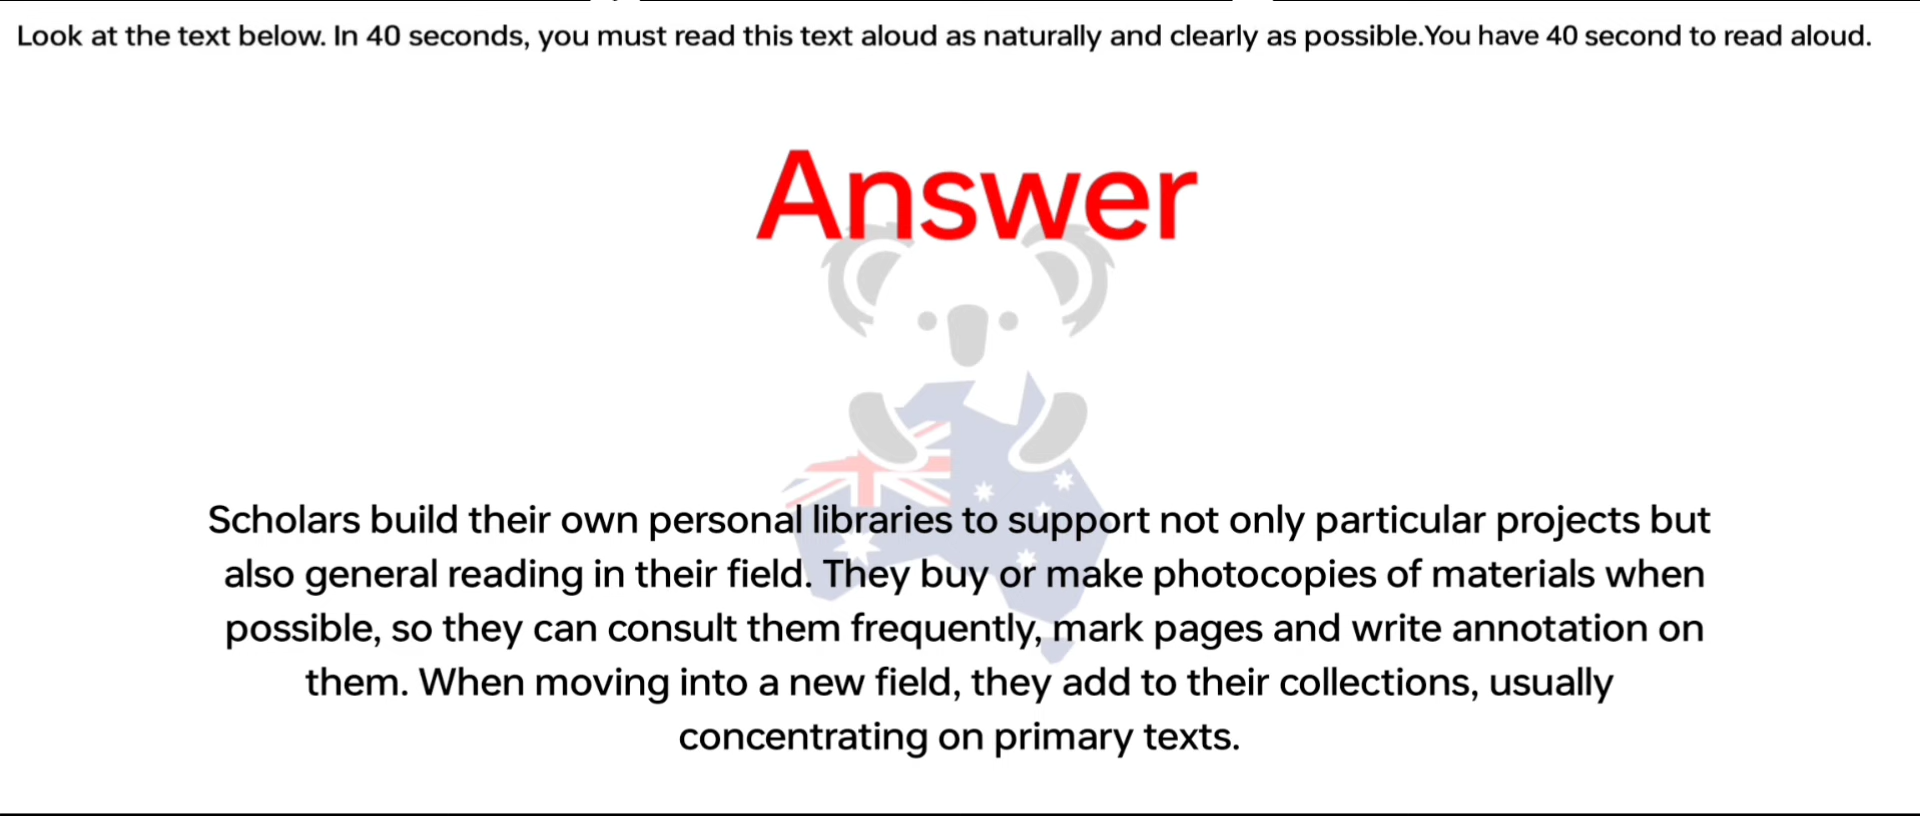 Look at the text below. In 40 seconds, you must read this text aloud as naturally and clearly as possible.You have 40 second to read aloud.
Answer
Scholars build their own personal libraries to support not only particular projects but
also general reading in their field. They buy or make photocopies of materials when
possible, so they can consult them frequently, mark pages and write annotation on
them. When moving into a new field, they add to their collections, usually
concentrating on primary texts.